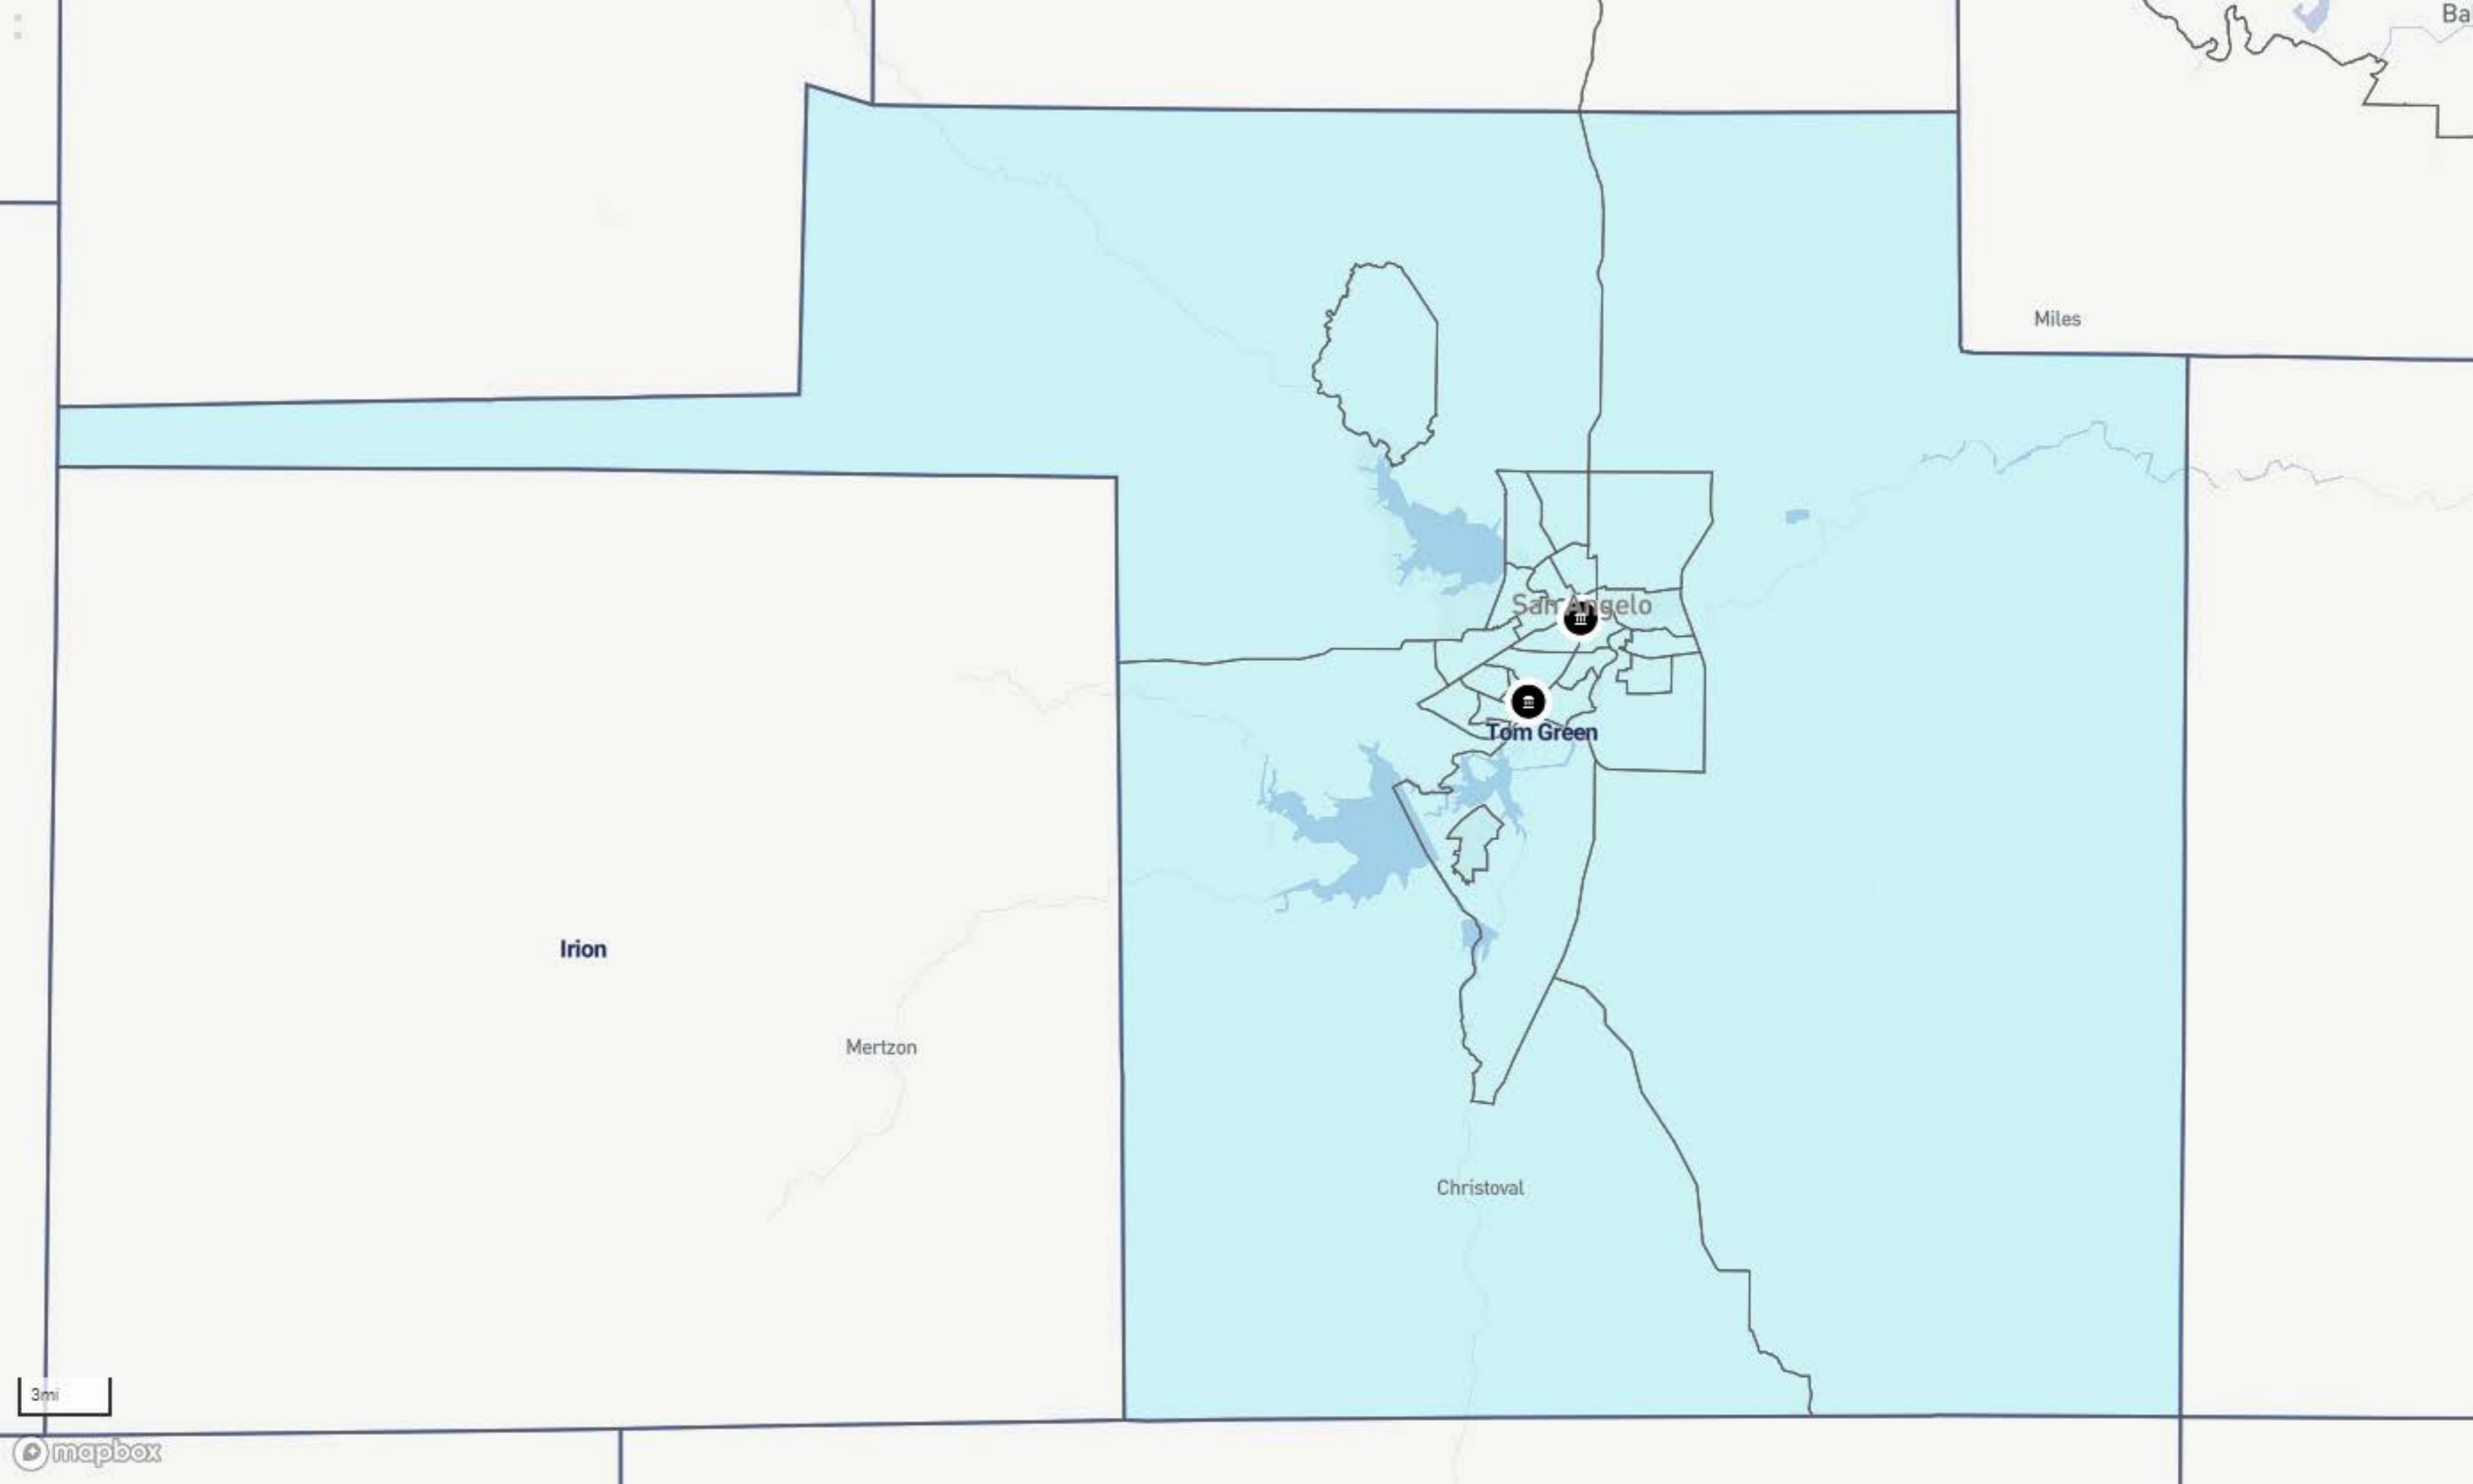 Ba
Miles
San Angelo
Tom Green
Irion
Mertzon
Christoval
3mi
mapbox